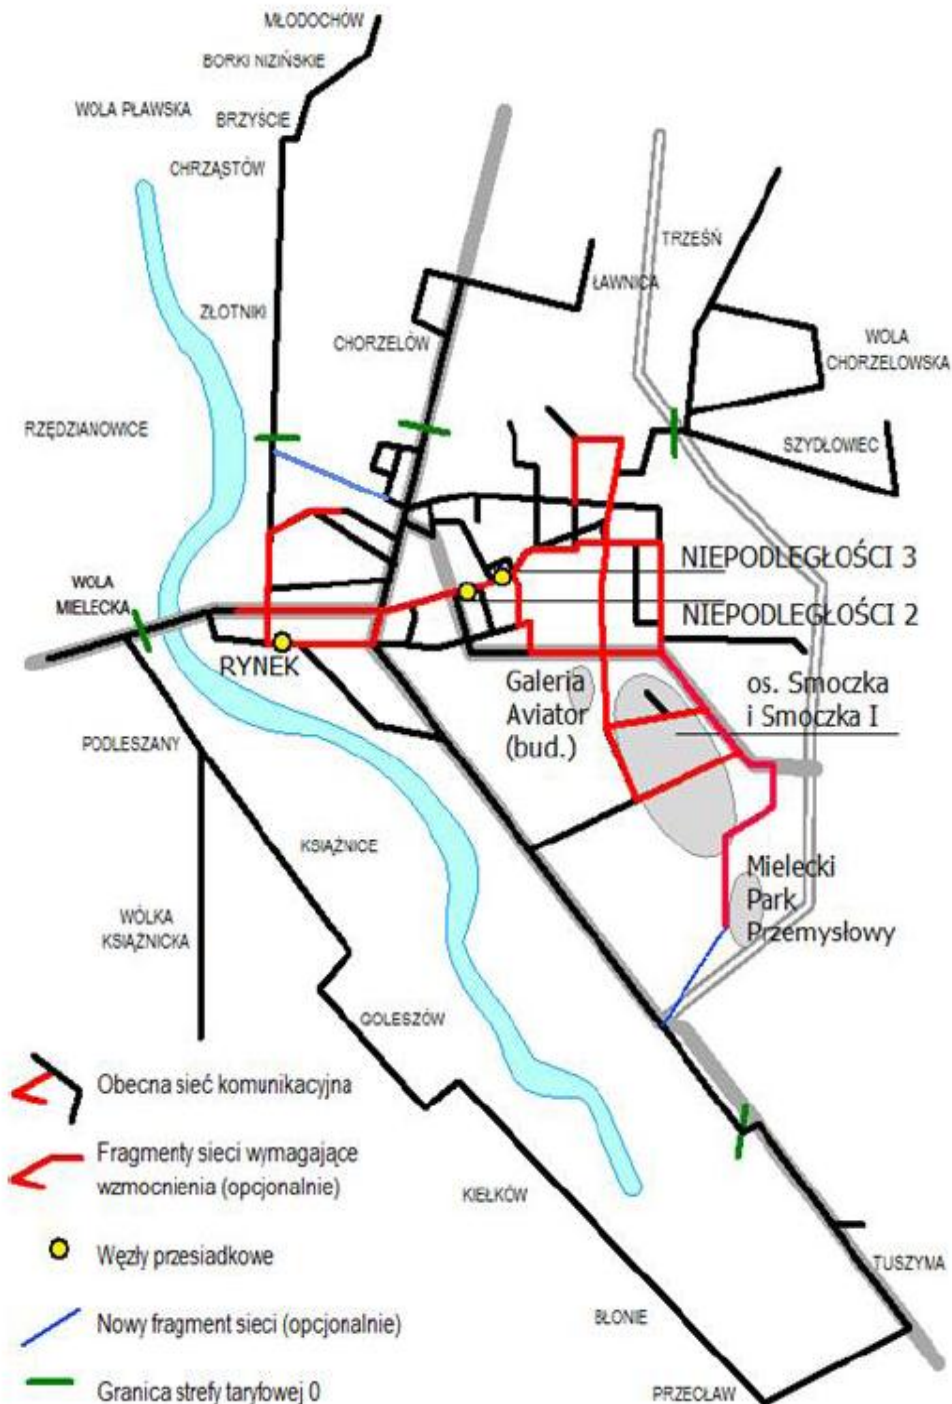 MŁODOCHÓW
BORKI NIZIŃSKIE
WOLA PŁAWSKA
BRZYŚCIE
CHRZĄSTÓW
TRZEŚŃ
ŁAWNICA
ZŁOTNIKI
CHORZELÓW
WOLA
CHORZELOWSKA
RZĘDZIANOWICE
SZYDŁOWIEC
NIEPODLEGŁOŚCI 3
WOLA
MIELECKA
NIEPODLEGŁOŚCI 2
RYNEK
Galeria
Aviator
(bud.)
os. Smoczka
i Smoczka I
PODLESZANY
KSIĄŻNICE
Mielecki
Park
Przemysłowy
WÓLKA
KSIĄŻNICKA
GOLESZÓW
Obecna sieć komunikacyjna
Fragmenty sieci wymagające
wzmocnienia (opcjonalnie)
KIEŁKÓW
Węzły przesiadkowe
TUSZYMA
Nowy fragment sieci (opcjonalnie)
BŁONIE
Granica strefy taryfowej 0
PRZECŁAW